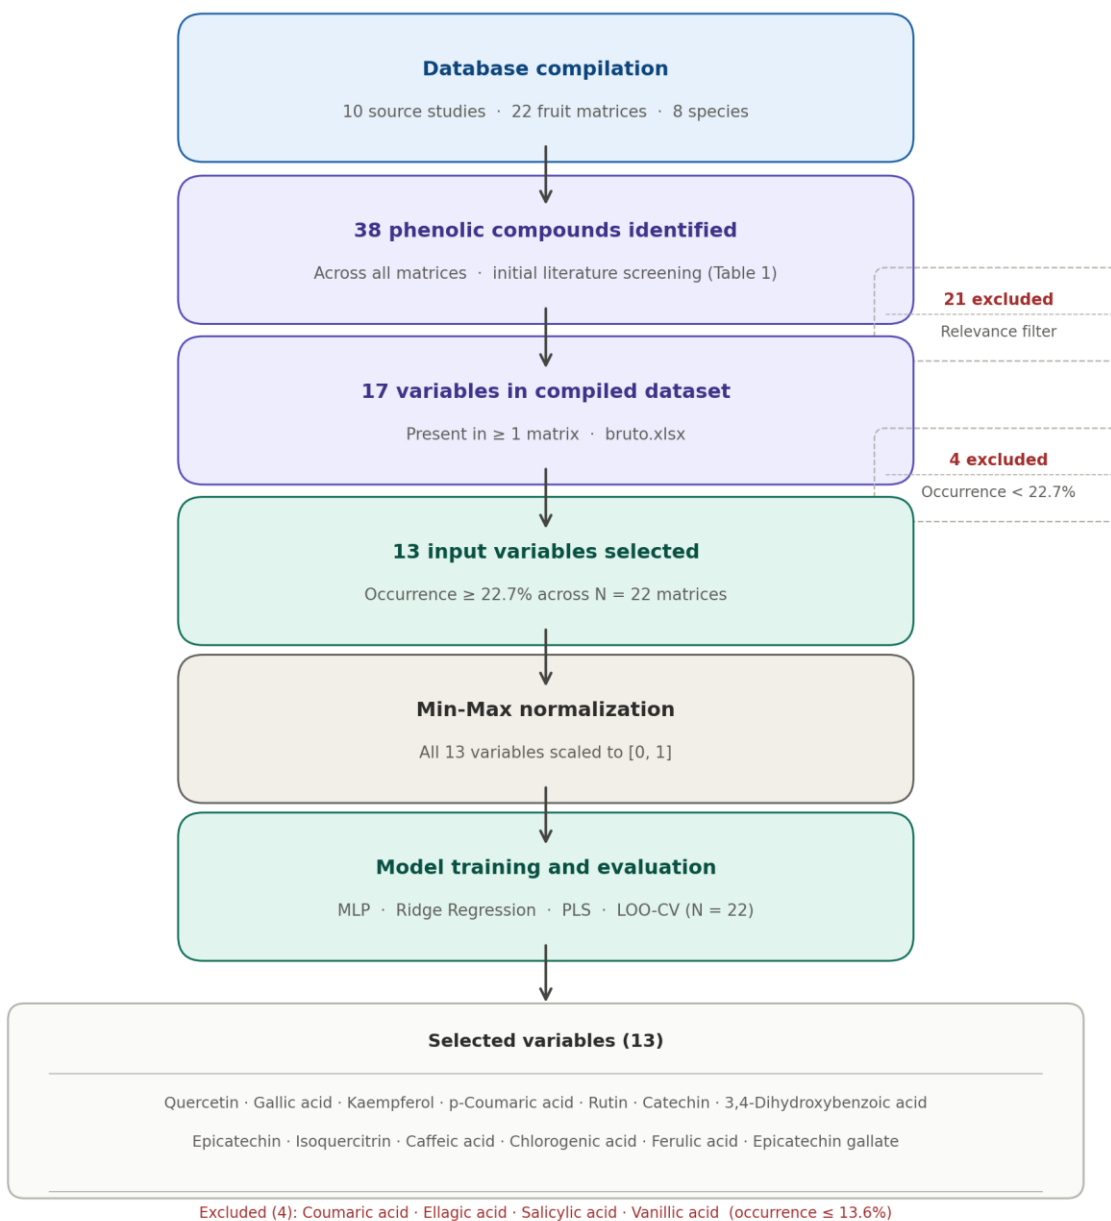 Database compilation
10 source studies · 22 fruit matrices · 8 species
38 phenolic compounds identified
Across all matrices · initial literature screening (Table 1)
21 excluded
Relevance filter
17 variables in compiled dataset
Present in ≥ 1 matrix · bruto.xlsx
4 excluded
Occurrence < 22.7%
13 input variables selected
Occurrence ≥ 22.7% across N = 22 matrices
Min-Max normalization
All 13 variables scaled to [0, 1]
Model training and evaluation
MLP · Ridge Regression · PLS · LOO-CV (N = 22)
Selected variables (13)
Quercetin · Gallic acid · Kaempferol · p-Coumaric acid · Rutin · Catechin · 3,4-Dihydroxybenzoic acid
Epicatechin · Isoquercitrin · Caffeic acid · Chlorogenic acid · Ferulic acid · Epicatechin gallate
Excluded (4): Coumaric acid · Ellagic acid · Salicylic acid · Vanillic acid (occurrence ≤ 13.6%)